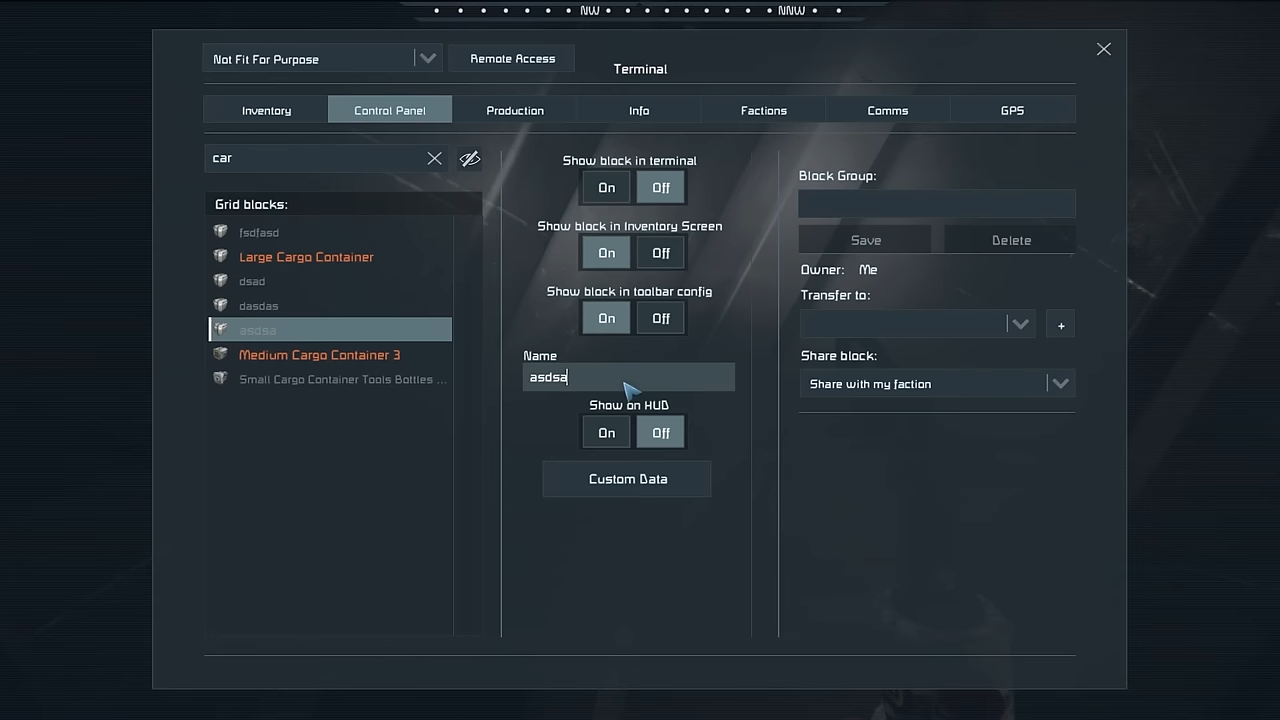 NW NNW
Not Fit For Purpose
Remote Access
Terminal
Inventory Control Panel Production Info Factions Comms GPS
car
Grid blocks:
fsdfasd
Large Cargo Container
dsad
dasdas
asdsa
Medium Cargo Container 3
Small Cargo Container Tools Bottles ...
Show block in terminal
On Off
Show block in Inventory Screen
On Off
Show block in toolbar config
On Off
Name
asdsa
Show on HUD
On Off
Custom Data
Block Group:
Save Delete
Owner: Me
Transfer to:
+
Share block:
Share with my faction